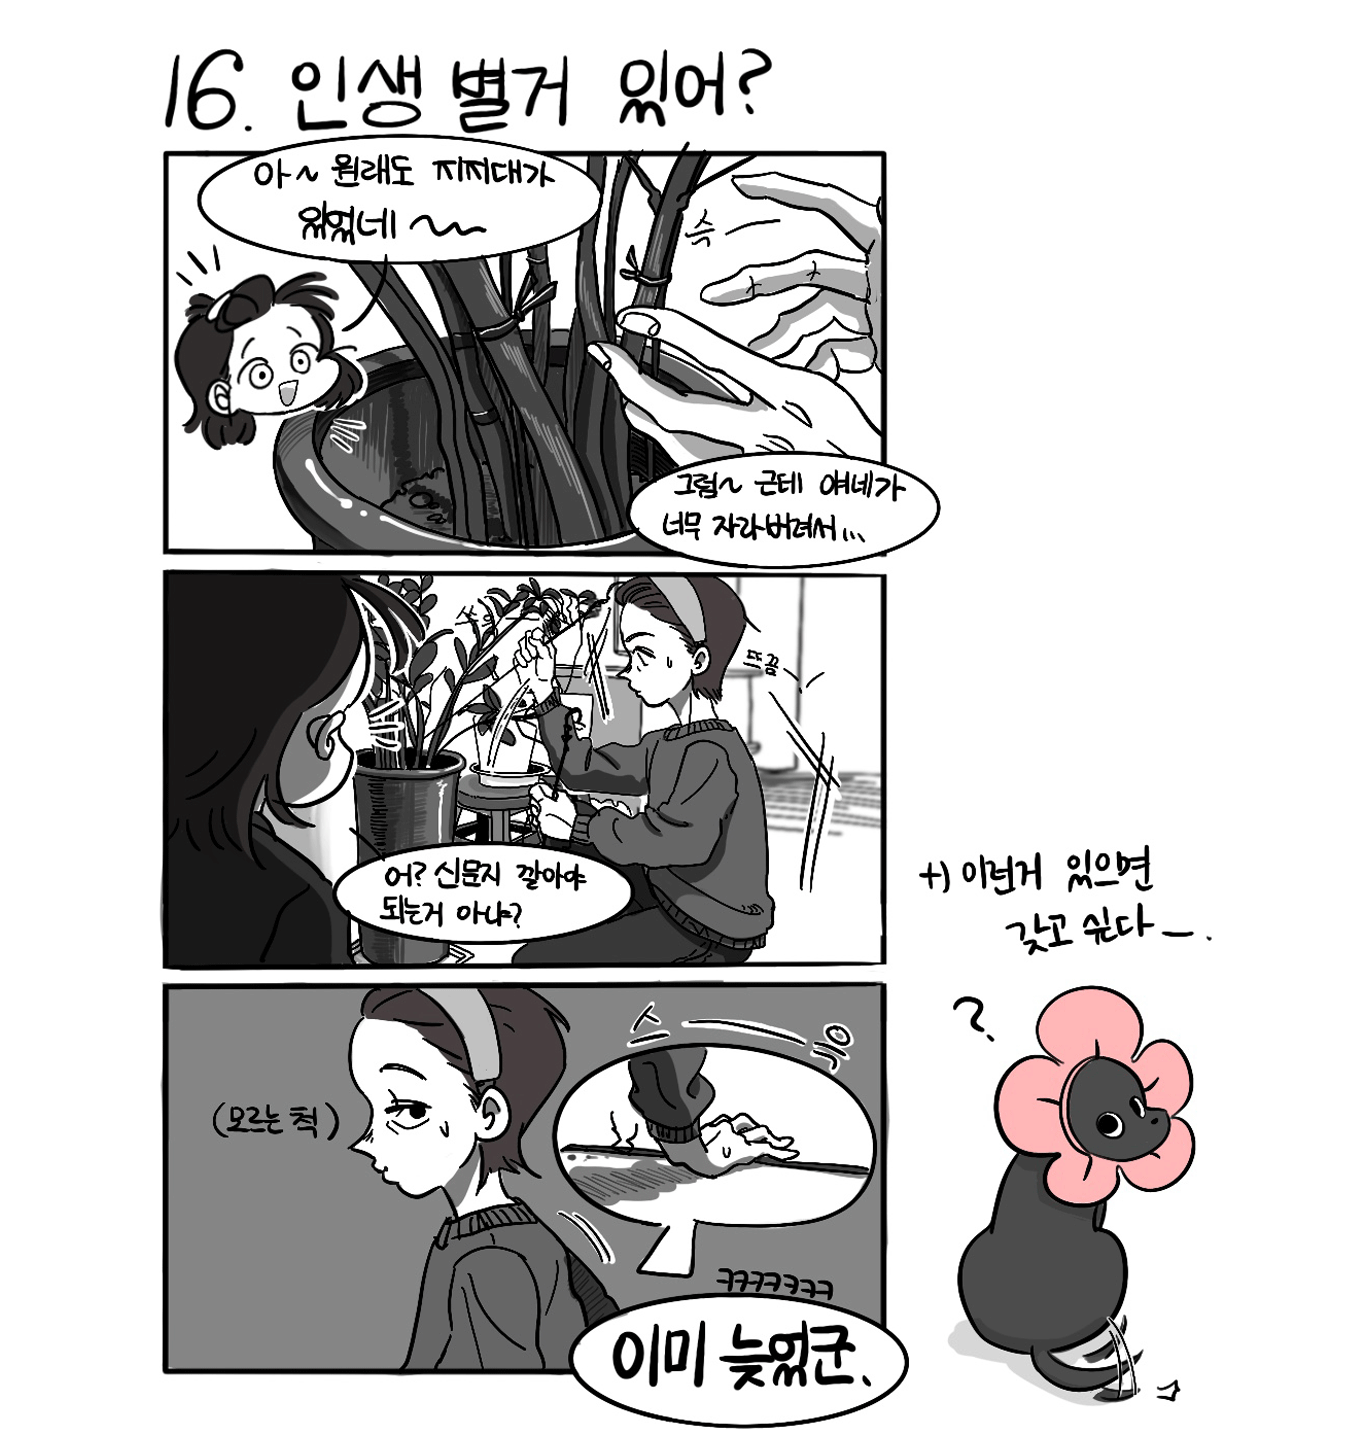 16. 인생 별거 있어?
아~ 원래도 지지대가
있었네~~
슥
그럼~ 근데 얘네가
너무 자라버려서...
뜨끔
어? 신문지 깔아야
되는거 아냐?
+) 이런거 있으면
갖고 싶다ㅡ.
?
스ㅡ윽
(모르는 척)
ㅋㅋㅋㅋㅋㅋㅋ
이미 늦었군.